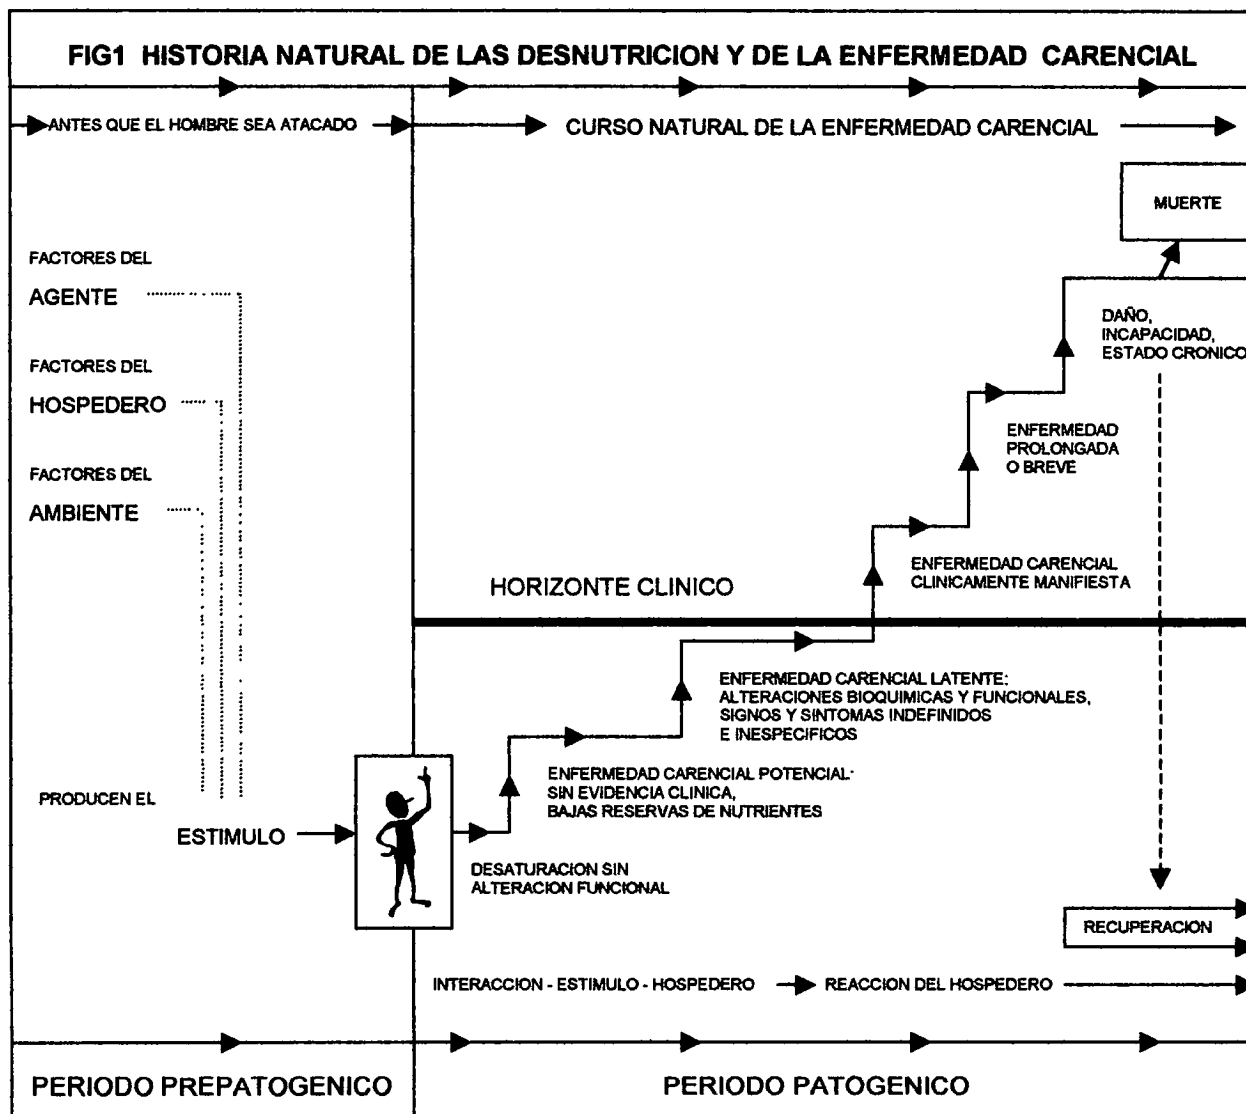 FIG1 HISTORIA NATURAL DE LAS DESNUTRICION Y DE LA ENFERMEDAD CARENCIAL
ANTES QUE EL HOMBRE SEA ATACADO
CURSO NATURAL DE LA ENFERMEDAD CARENCIAL
MUERTE
FACTORES DEL
AGENTE
FACTORES DEL
HOSPEDERO
FACTORES DEL
AMBIENTE
PRODUCEN EL
ESTIMULO
DAÑO,
INCAPACIDAD,
ESTADO CRONICO
ENFERMEDAD
PROLONGADA
O BREVE
ENFERMEDAD CARENCIAL
CLINICAMENTE MANIFIESTA
HORIZONTE CLINICO
ENFERMEDAD CARENCIAL LATENTE:
ALTERACIONES BIOQUIMICAS Y FUNCIONALES,
SIGNOS Y SINTOMAS INDEFINIDOS
E INESPECIFICOS
ENFERMEDAD CARENCIAL POTENCIAL·
SIN EVIDENCIA CLINICA,
BAJAS RESERVAS DE NUTRIENTES
DESATURACION SIN
ALTERACION FUNCIONAL
RECUPERACION
INTERACCION - ESTIMULO - HOSPEDERO
REACCION DEL HOSPEDERO
PERIODO PREPATOGENICO
PERIODO PATOGENICO